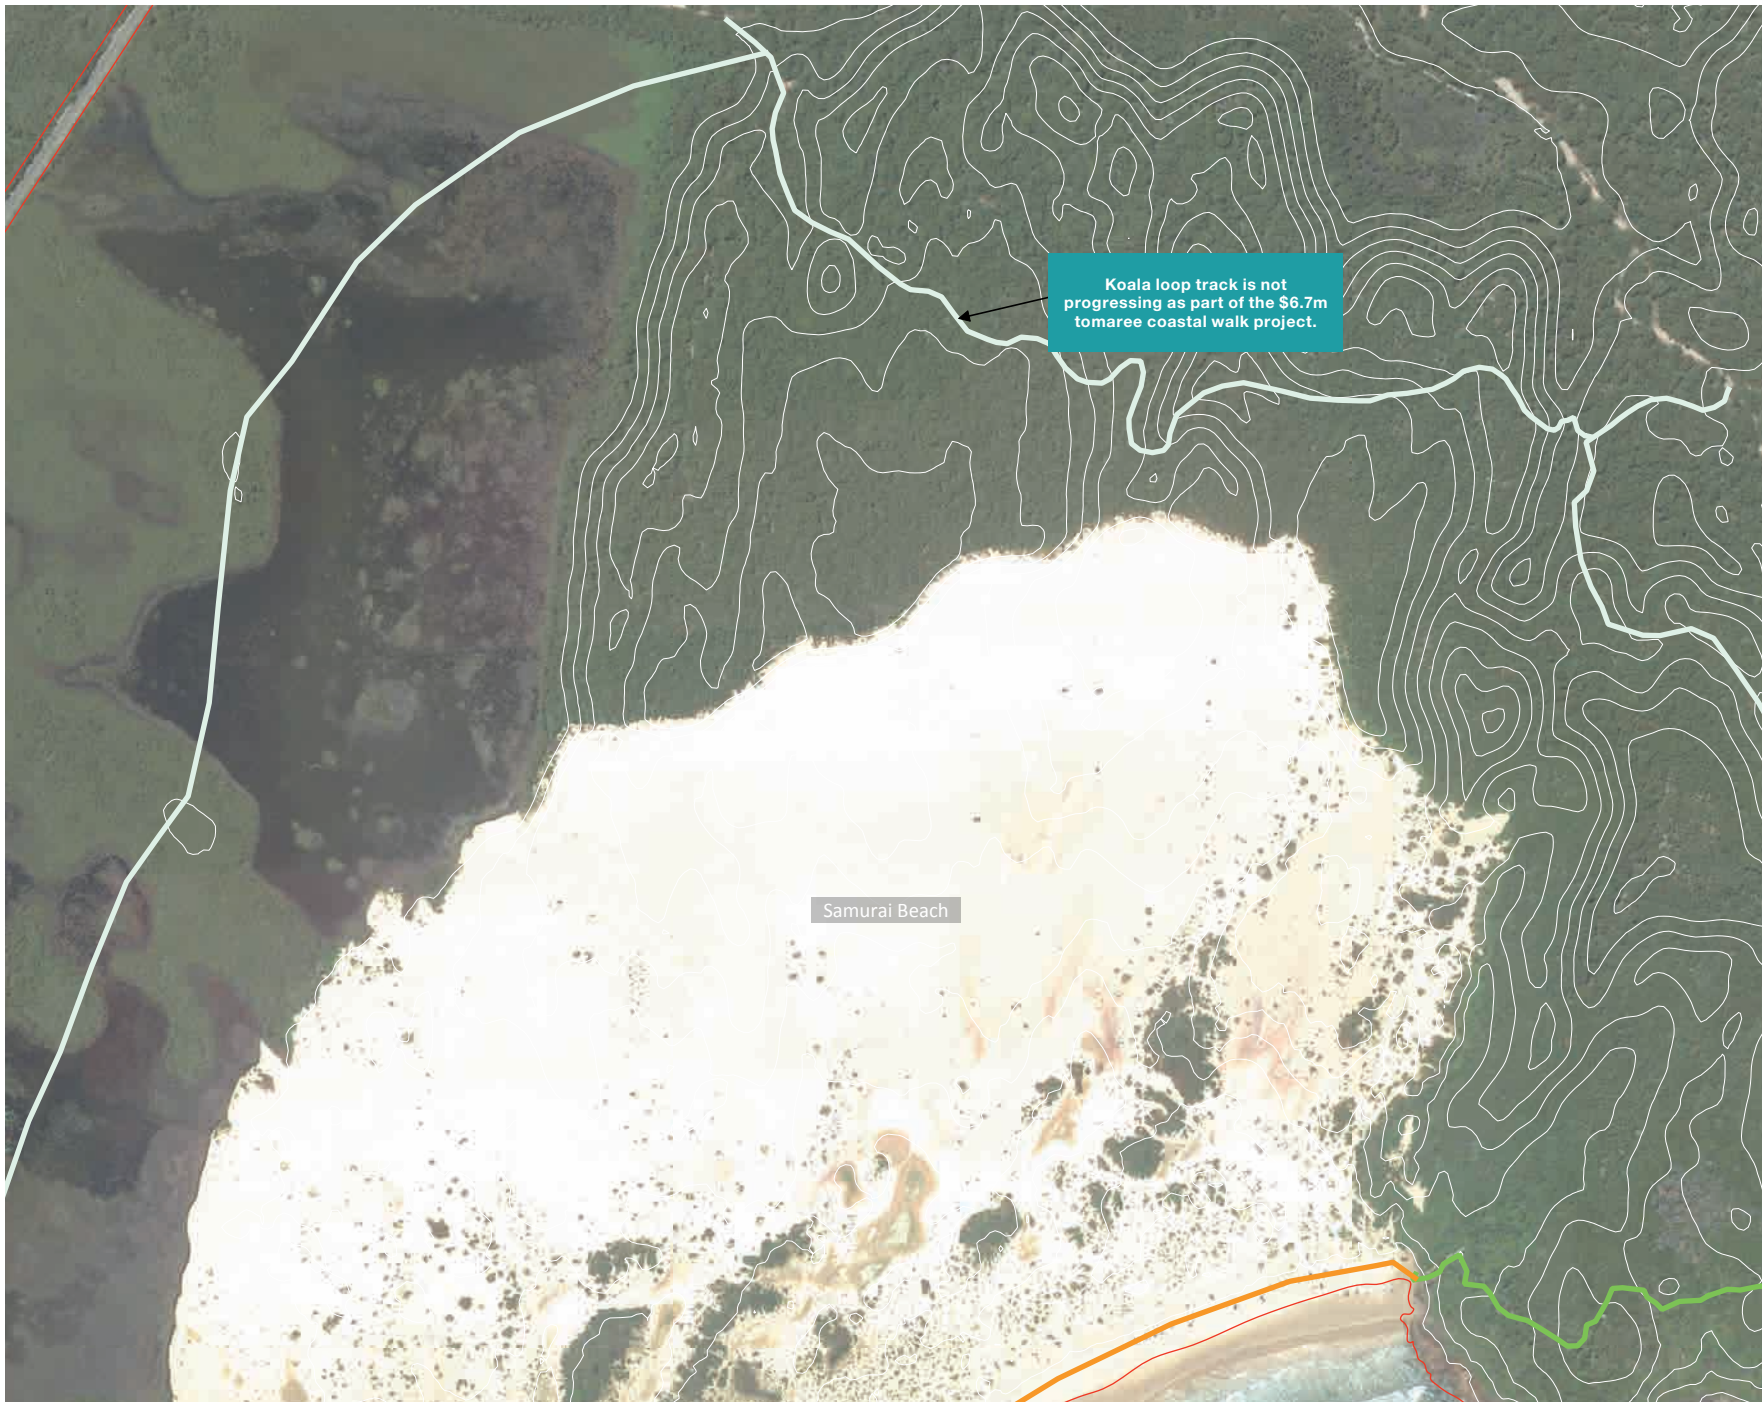 Koala loop track is not
progressing as part of the $6.7m
tomaree coastal walk project.
Samurai Beach